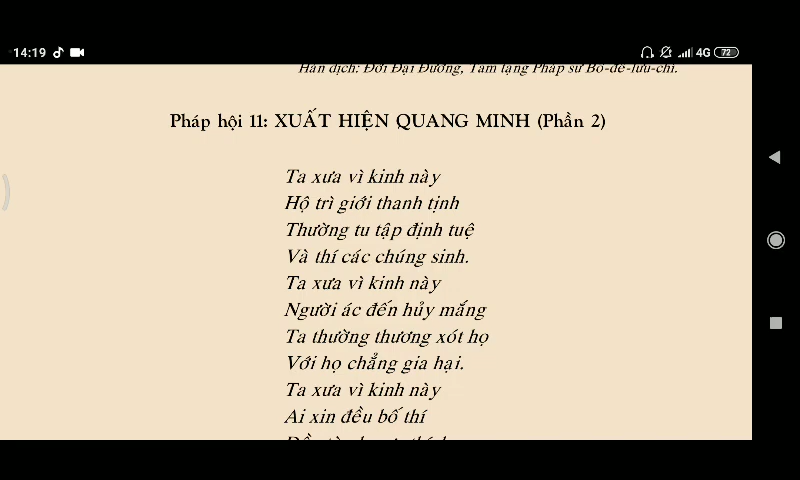 14:19
4G 72
Hán dịch: Đời Đại Đường, Tam tạng Pháp sư Bồ-đề-lưu-chi.
Pháp hội 11: XUẤT HIỆN QUANG MINH (Phần 2)
Ta xưa vì kinh này
Hộ trì giới thanh tịnh
Thường tu tập định tuệ
Và thí các chúng sinh.
Ta xưa vì kinh này
Người ác đến hủy mắng
Ta thường thương xót họ
Với họ chẳng gia hại.
Ta xưa vì kinh này
Ai xin đều bố thí